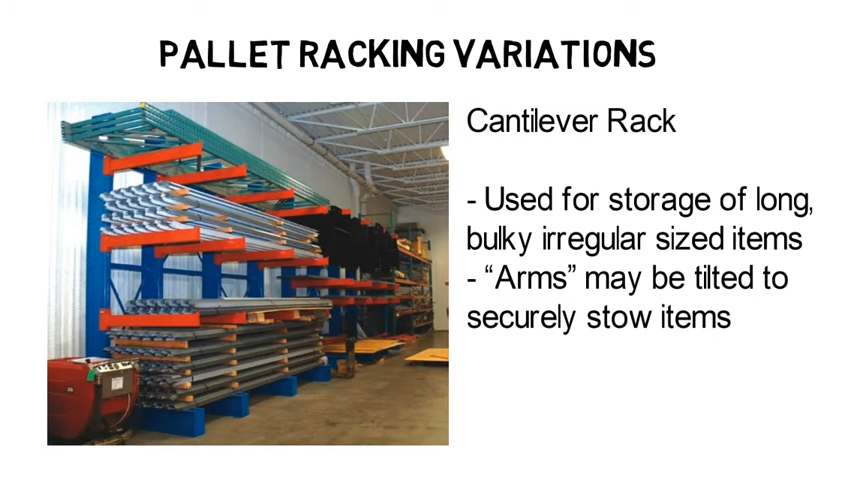 PALLET RACKING VARIATIONS
Cantilever Rack
- Used for storage of long,
bulky irregular sized items
- “Arms” may be tilted to
securely stow items